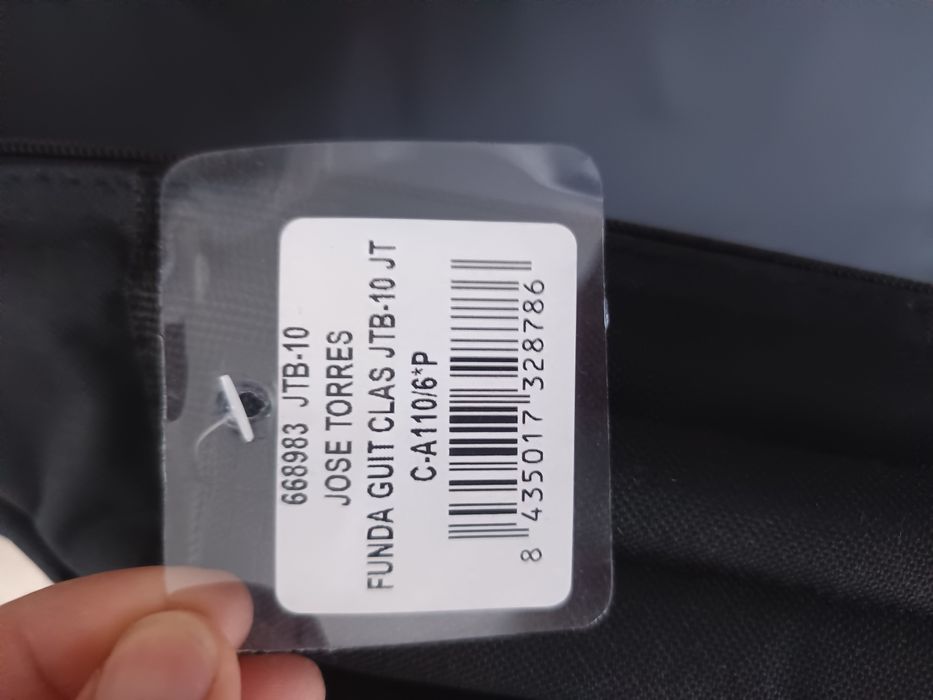 668983 JTB-10
JOSE TORRES
FUNDA GUIT CLAS JTB-10 JT
C-A110/6*P
8 435017 328786